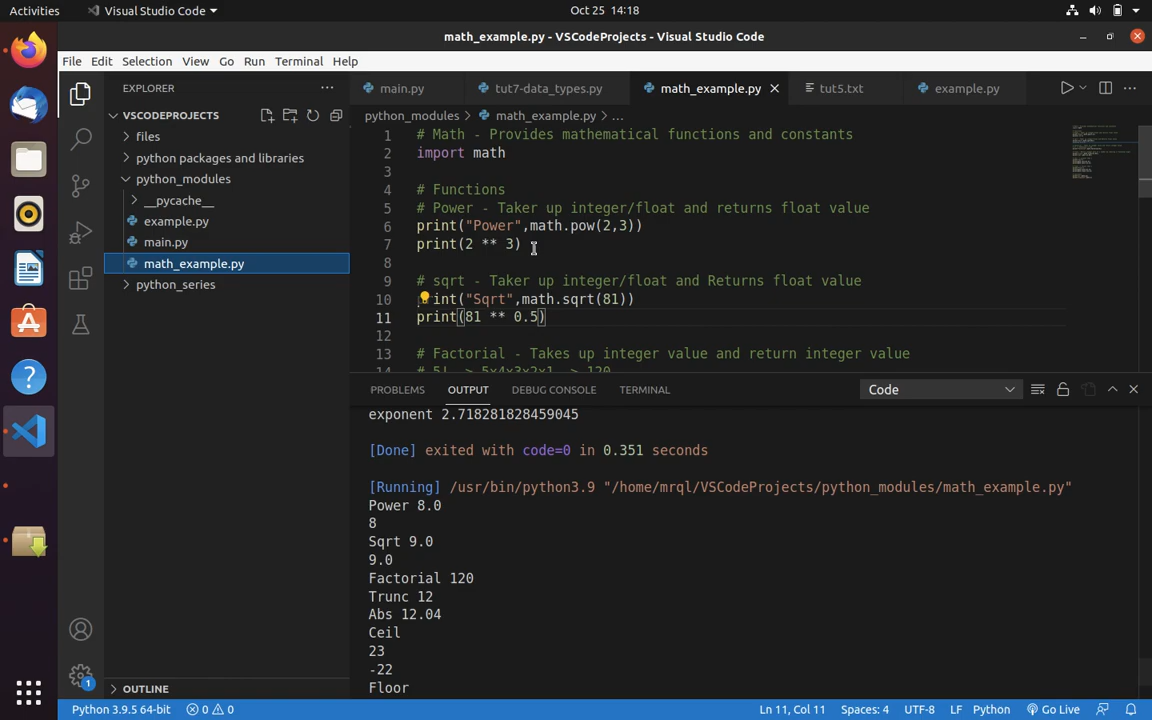 Activities
Visual Studio Code
Oct 25 14:18
math_example.py - VSCodeProjects - Visual Studio Code
File Edit Selection View Go Run Terminal Help
EXPLORER
VSCODEPROJECTS
files
python packages and libraries
python_modules
__pycache__
example.py
main.py
math_example.py
python_series
OUTLINE
main.py
tut7-data_types.py
math_example.py
tut5.txt
example.py
python_modules > math_example.py > ...
1 # Math - Provides mathematical functions and constants
2 import math
3
4 # Functions
5 # Power - Taker up integer/float and returns float value
6 print("Power",math.pow(2,3))
7 print(2 ** 3)
8
9 # sqrt - Taker up integer/float and Returns float value
10 print("Sqrt",math.sqrt(81))
11 print(81 ** 0.5)
12
13 # Factorial - Takes up integer value and return integer value
14 # 5! -> 5x4x3x2x1 -> 120
PROBLEMS OUTPUT DEBUG CONSOLE TERMINAL
Code
exponent 2.718281828459045
[Done] exited with code=0 in 0.351 seconds
[Running] /usr/bin/python3.9 "/home/mrql/VSCodeProjects/python_modules/math_example.py"
Power 8.0
8
Sqrt 9.0
9.0
Factorial 120
Trunc 12
Abs 12.04
Ceil
23
-22
Floor
1
Python 3.9.5 64-bit
0
0
Ln 11, Col 11
Spaces: 4
UTF-8
LF
Python
Go Live